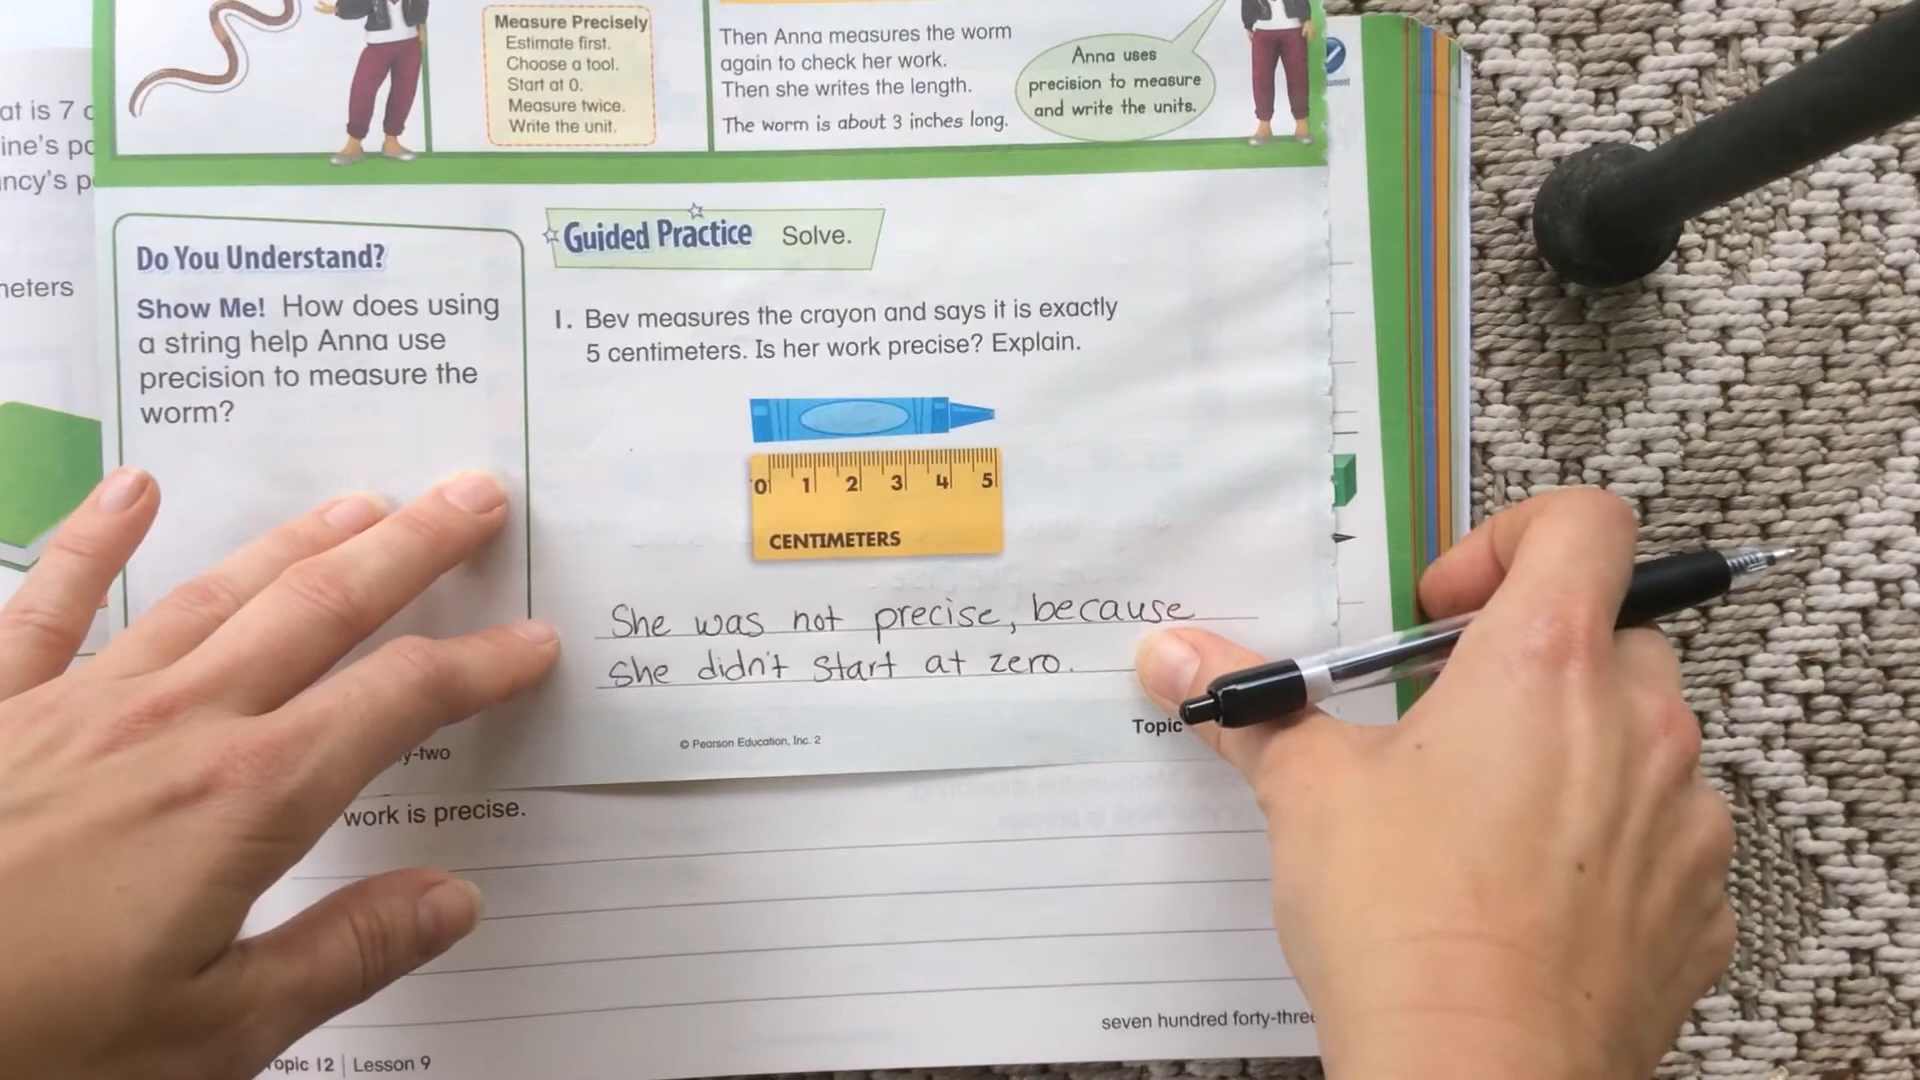 at is 7 c
ine's po
ncy's p
neters
Measure Precisely
Estimate first.
Choose a tool.
Start at 0.
Measure twice.
Write the unit.
Then Anna measures the worm
again to check her work.
Then she writes the length.
The worm is about 3 inches long.
Anna uses
precision to measure
and write the units.
Do You Understand?
Show Me! How does using
a string help Anna use
precision to measure the
worm?
Guided Practice Solve.
1. Bev measures the crayon and says it is exactly
5 centimeters. Is her work precise? Explain.
0 1 2 3 4 5
CENTIMETERS
She was not precise, because
she didn't start at zero.
y-two
© Pearson Education, Inc. 2
Topic
work is precise.
seven hundred forty-three
opic 12 | Lesson 9